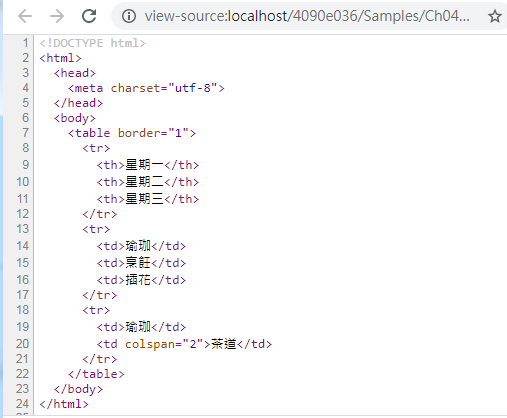 view-source:localhost/4090e036/Samples/Ch04...
1 <!DOCTYPE html>
2 <html>
3 <head>
4 <meta charset="utf-8">
5 </head>
6 <body>
7 <table border="1">
8 <tr>
9 <th>星期一</th>
10 <th>星期二</th>
11 <th>星期三</th>
12 </tr>
13 <tr>
14 <td>瑜珈</td>
15 <td>烹飪</td>
16 <td>插花</td>
17 </tr>
18 <tr>
19 <td>瑜珈</td>
20 <td colspan="2">茶道</td>
21 </tr>
22 </table>
23 </body>
24 </html>